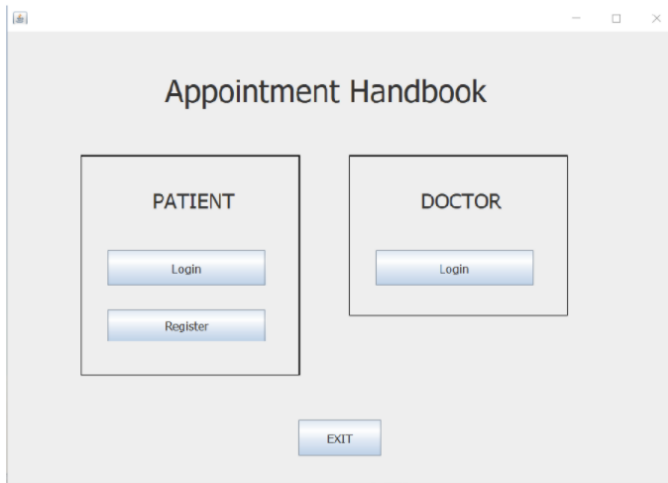 Appointment Handbook
PATIENT
Login
Register
DOCTOR
Login
EXIT